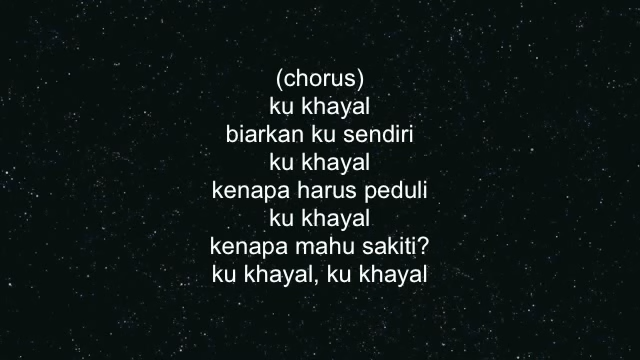 (chorus)
ku khayal
biarkan ku sendiri
ku khayal
kenapa harus peduli
ku khayal
kenapa mahu sakiti?
ku khayal, ku khayal